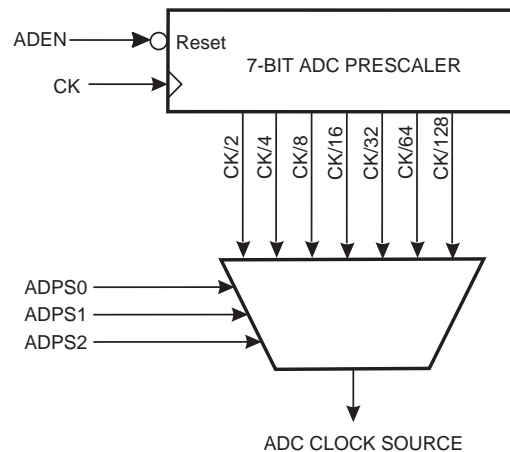 ADEN
Reset
7-BIT ADC PRESCALER
CK
CK/2
CK/4
CK/8
CK/16
CK/32
CK/64
CK/128
ADPS0
ADPS1
ADPS2
ADC CLOCK SOURCE